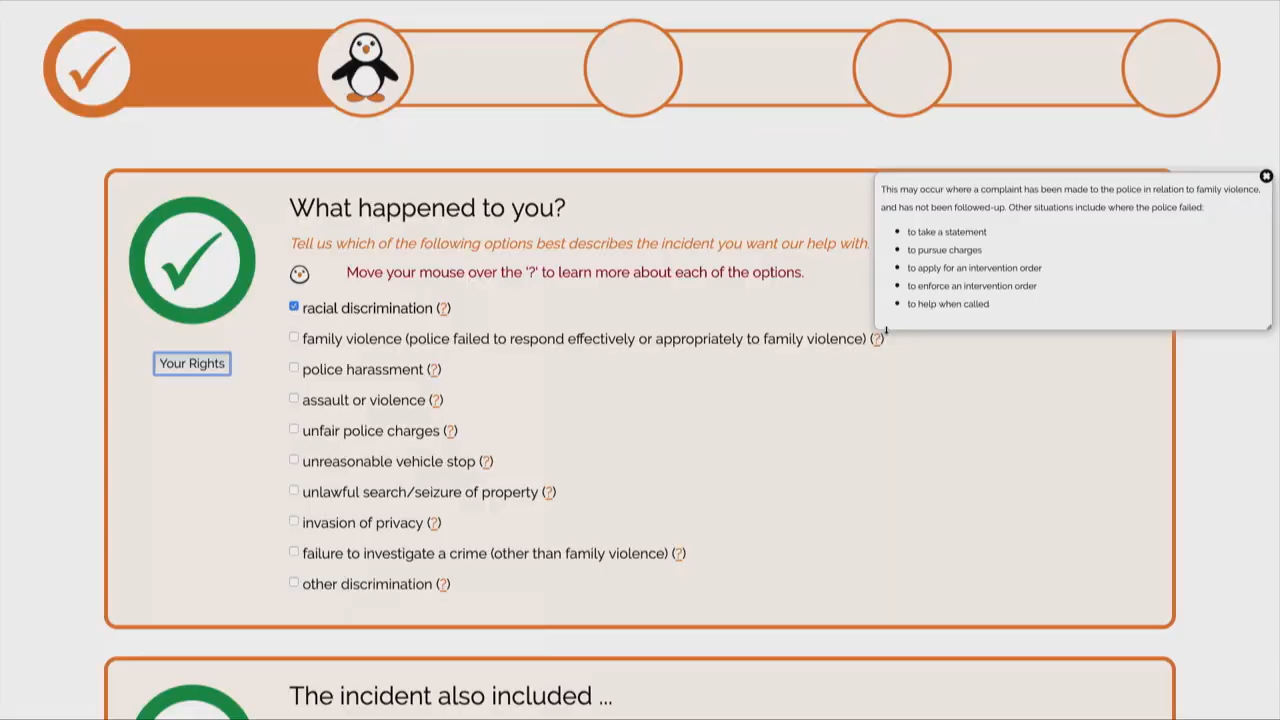 What happened to you?
Tell us which of the following options best describes the incident you want our help with.
Move your mouse over the '?' to learn more about each of the options.
racial discrimination (?)
family violence (police failed to respond effectively or appropriately to family violence) (?)
police harassment (?)
assault or violence (?)
unfair police charges (?)
unreasonable vehicle stop (?)
unlawful search/seizure of property (?)
invasion of privacy (?)
failure to investigate a crime (other than family violence) (?)
other discrimination (?)
Your Rights
This may occur where a complaint has been made to the police in relation to family violence,
and has not been followed-up. Other situations include where the police failed:
to take a statement
to pursue charges
to apply for an intervention order
to enforce an intervention order
to help when called
The incident also included ...